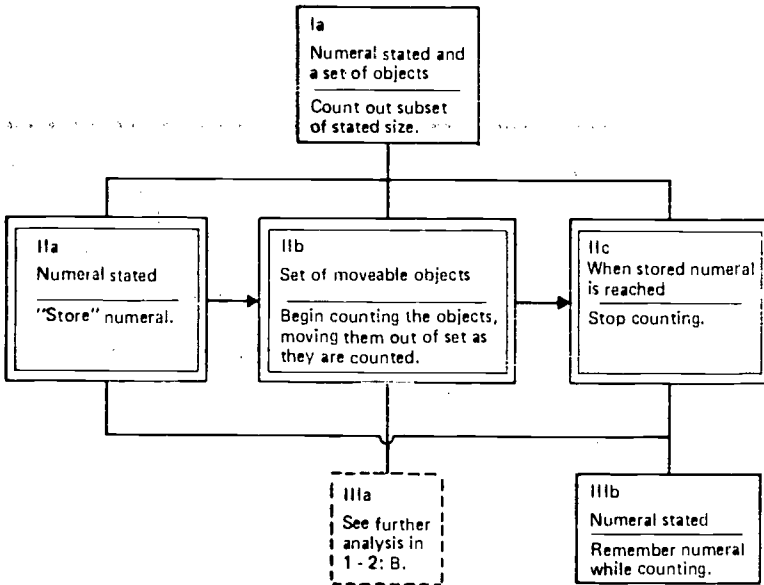 Ia
Numeral stated and
a set of objects
Count out subset
of stated size.
IIa
Numeral stated
"Store" numeral.
IIb
Set of moveable objects
Begin counting the objects,
moving them out of set as
they are counted.
IIc
When stored numeral
is reached
Stop counting.
IIIa
See further
analysis in
1 - 2: B.
IIIb
Numeral stated
Remember numeral
while counting.